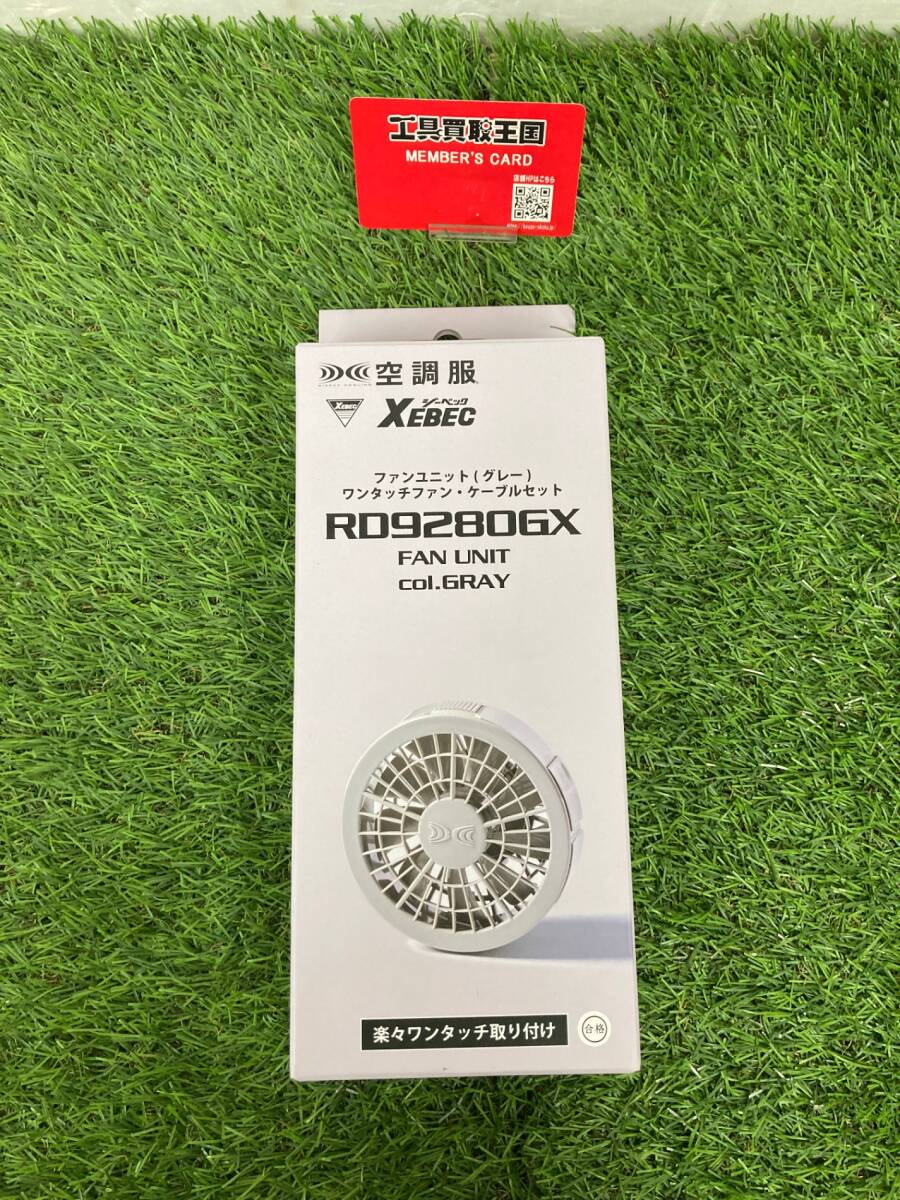 工具買取王国
MEMBER'S CARD
店舗HPはこちら
空調服
XEBEC
ジーベック
XEBEC
ファンユニット(グレー)
ワンタッチファン・ケーブルセット
RD9280GX
FAN UNIT
col.GRAY
楽々ワンタッチ取り付け
合格